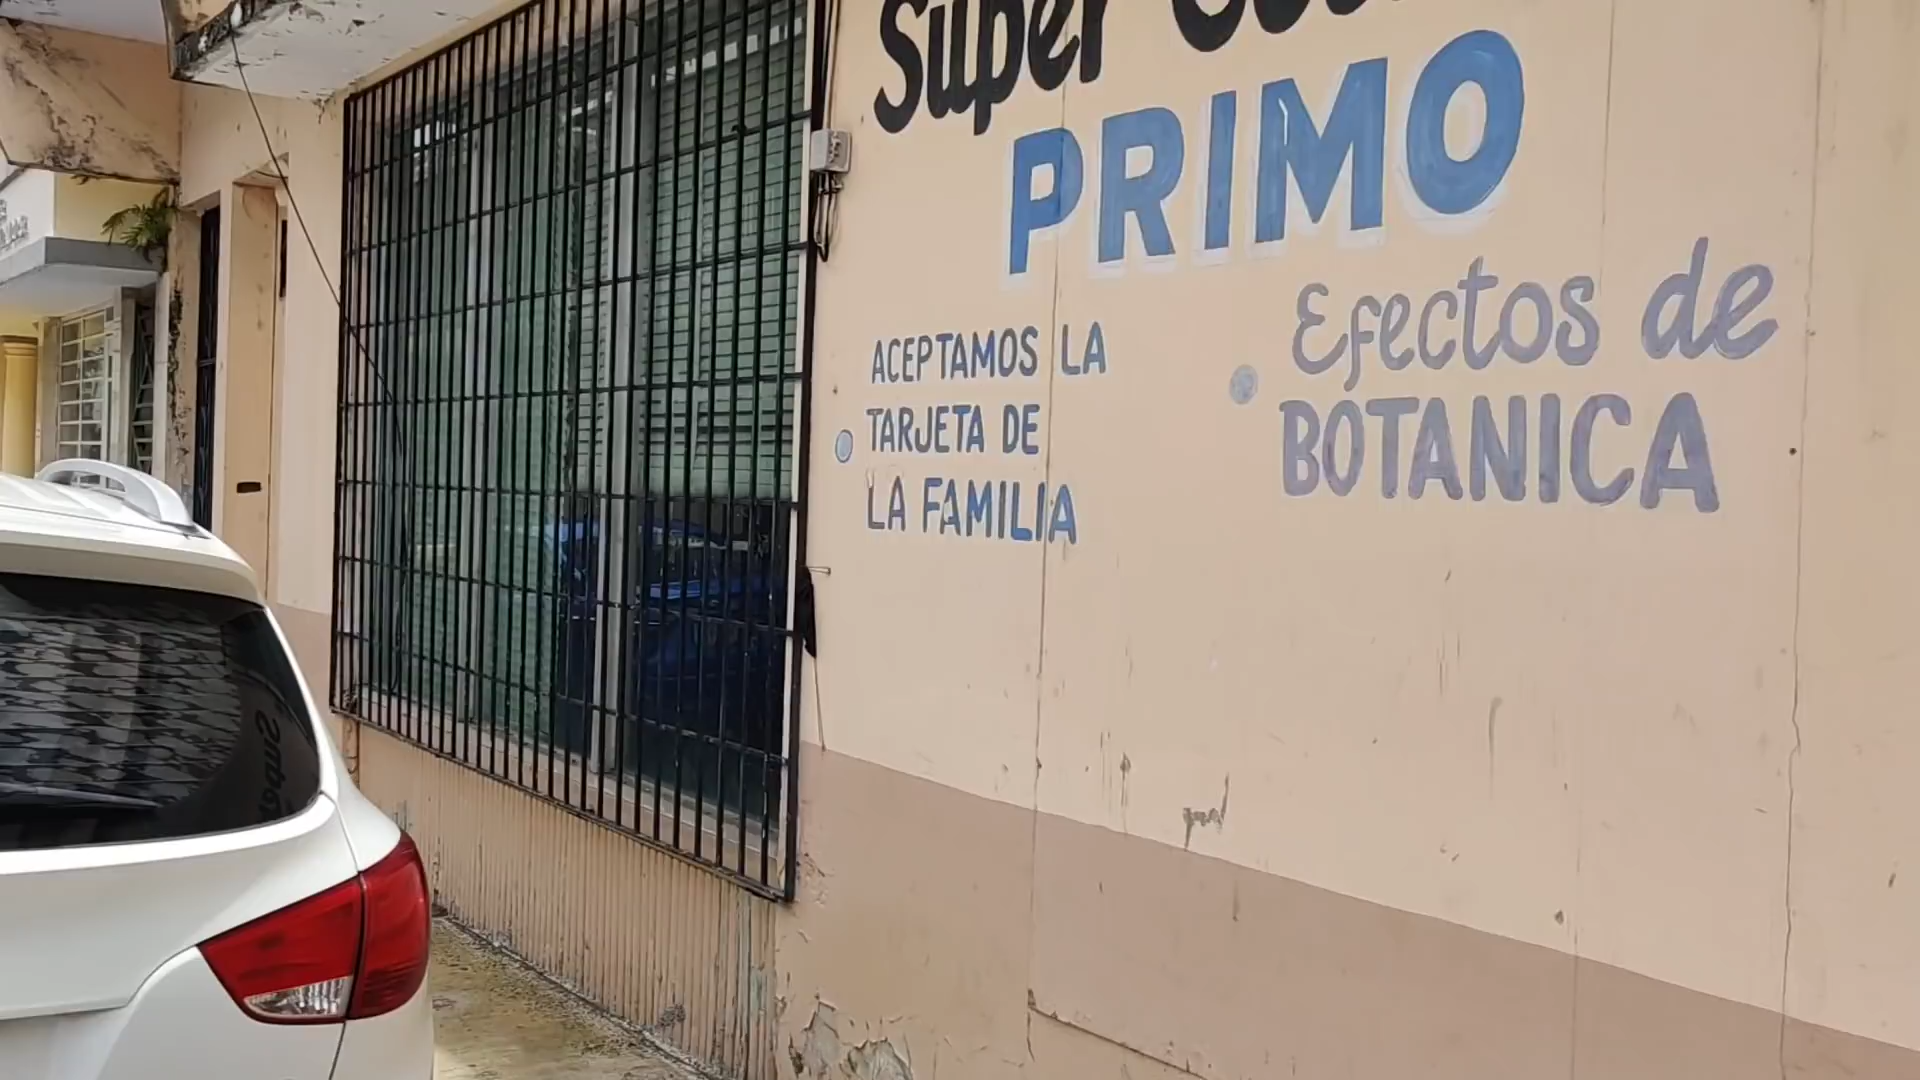 Super
PRIMO
ACEPTAMOS LA
TARJETA DE
LA FAMILIA
Efectos de
BOTANICA